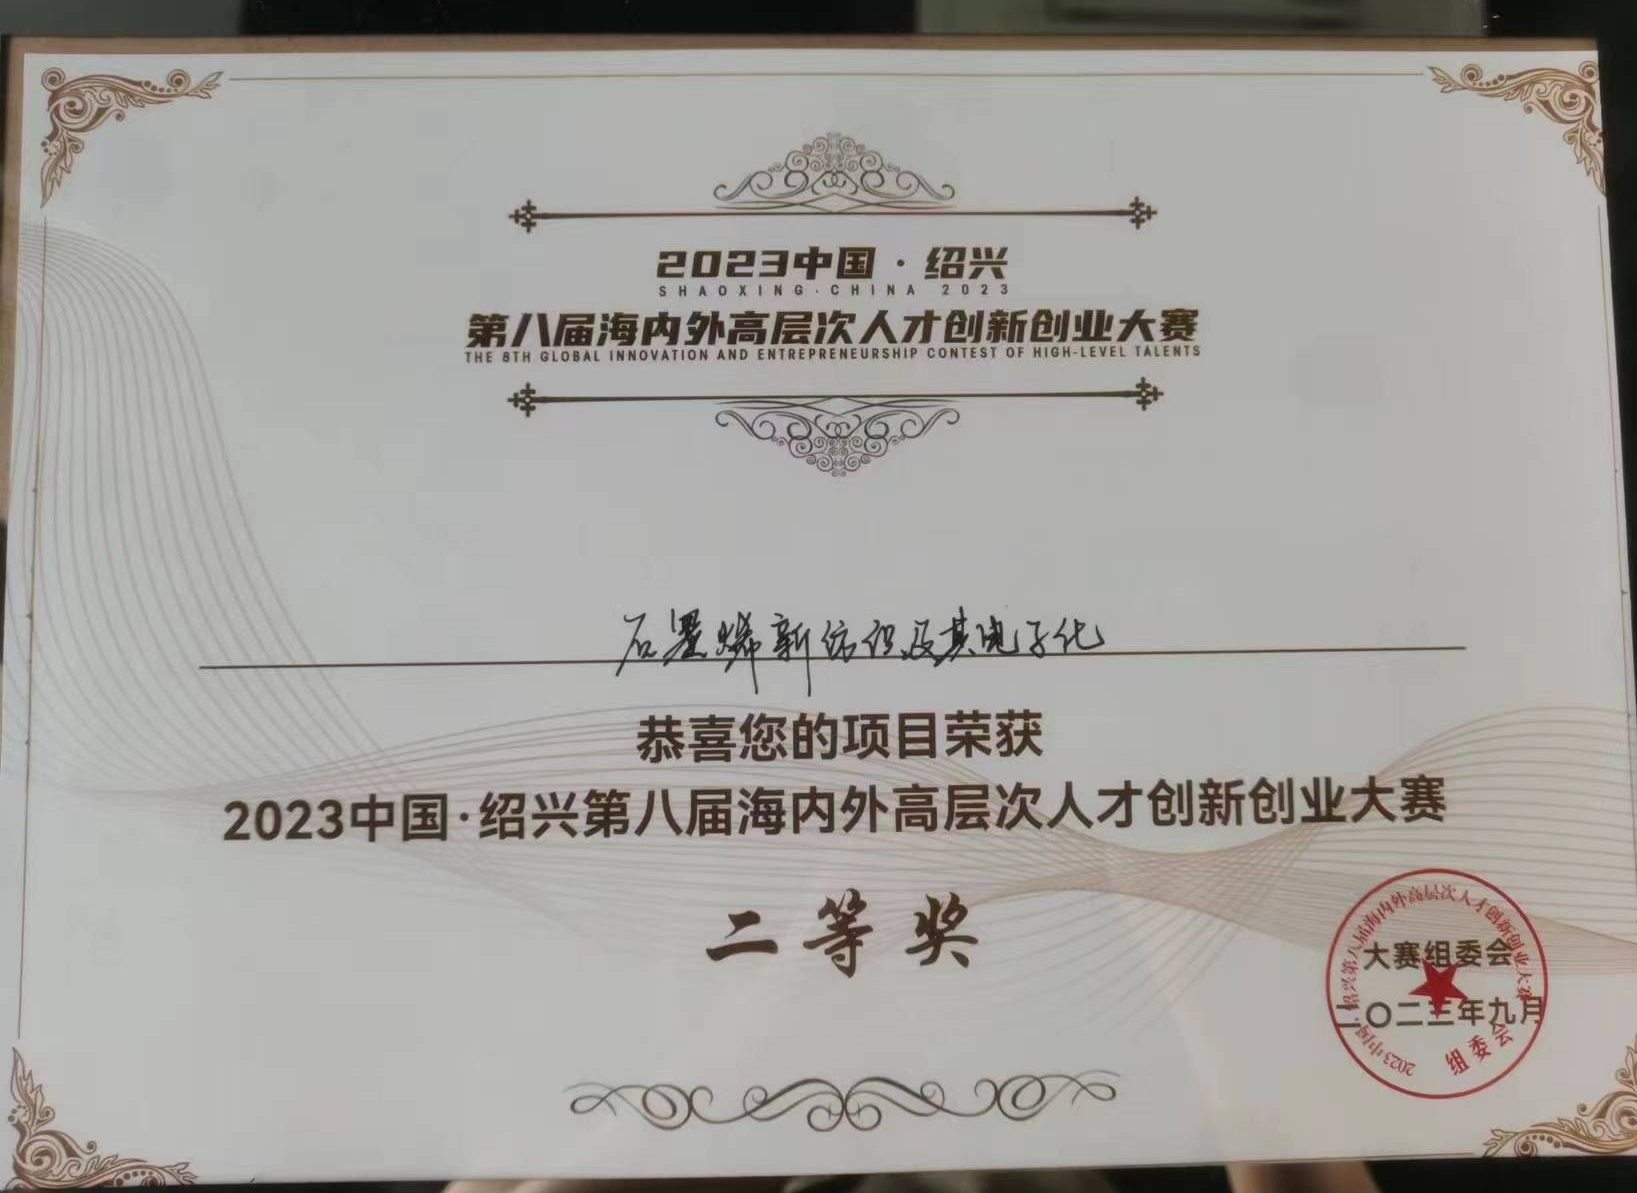 2023中国·绍兴
SHAOXING·CHINA 2023
第八届海内外高层次人才创新创业大赛
THE 8TH GLOBAL INNOVATION AND ENTREPRENEURSHIP CONTEST OF HIGH-LEVEL TALENTS
石墨烯新纺织及其电子化
恭喜您的项目荣获
2023中国·绍兴第八届海内外高层次人才创新创业大赛
二等奖
大赛组委会
二〇二三年九月
2023中国·绍兴第八届海内外高层次人才创新创业大赛
组委会